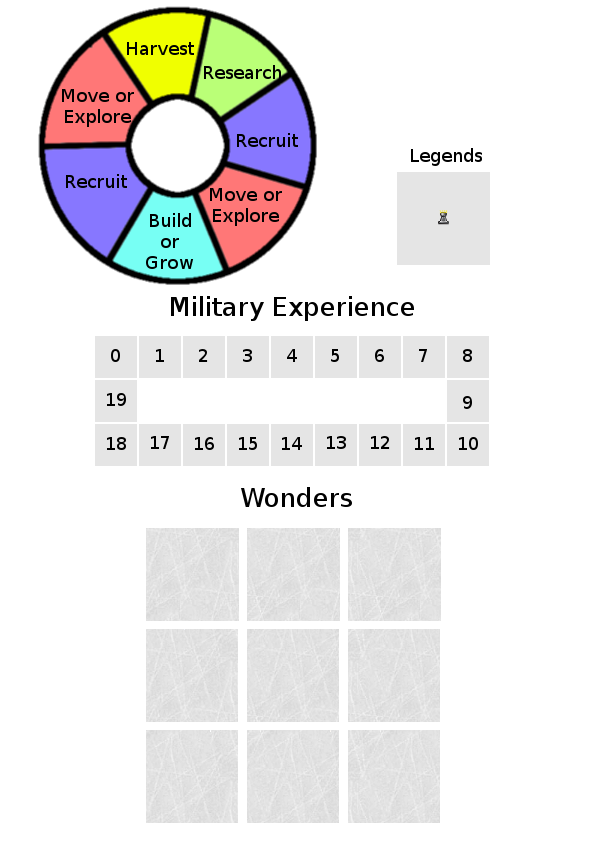 Harvest
Research
Move or
Explore
Recruit
Recruit
Move or
Explore
Build
or
Grow
Legends
Military Experience
0 1 2 3 4 5 6 7 8
19 9
18 17 16 15 14 13 12 11 10
Wonders